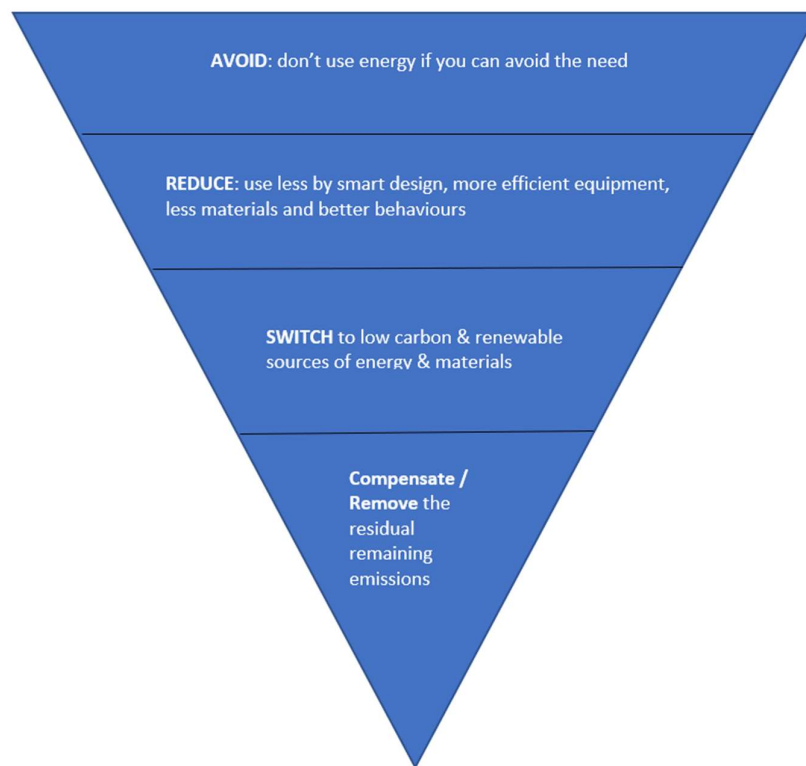 AVOID: don’t use energy if you can avoid the need
REDUCE: use less by smart design, more efficient equipment,
less materials and better behaviours
SWITCH to low carbon & renewable
sources of energy & materials
Compensate /
Remove the
residual
remaining
emissions